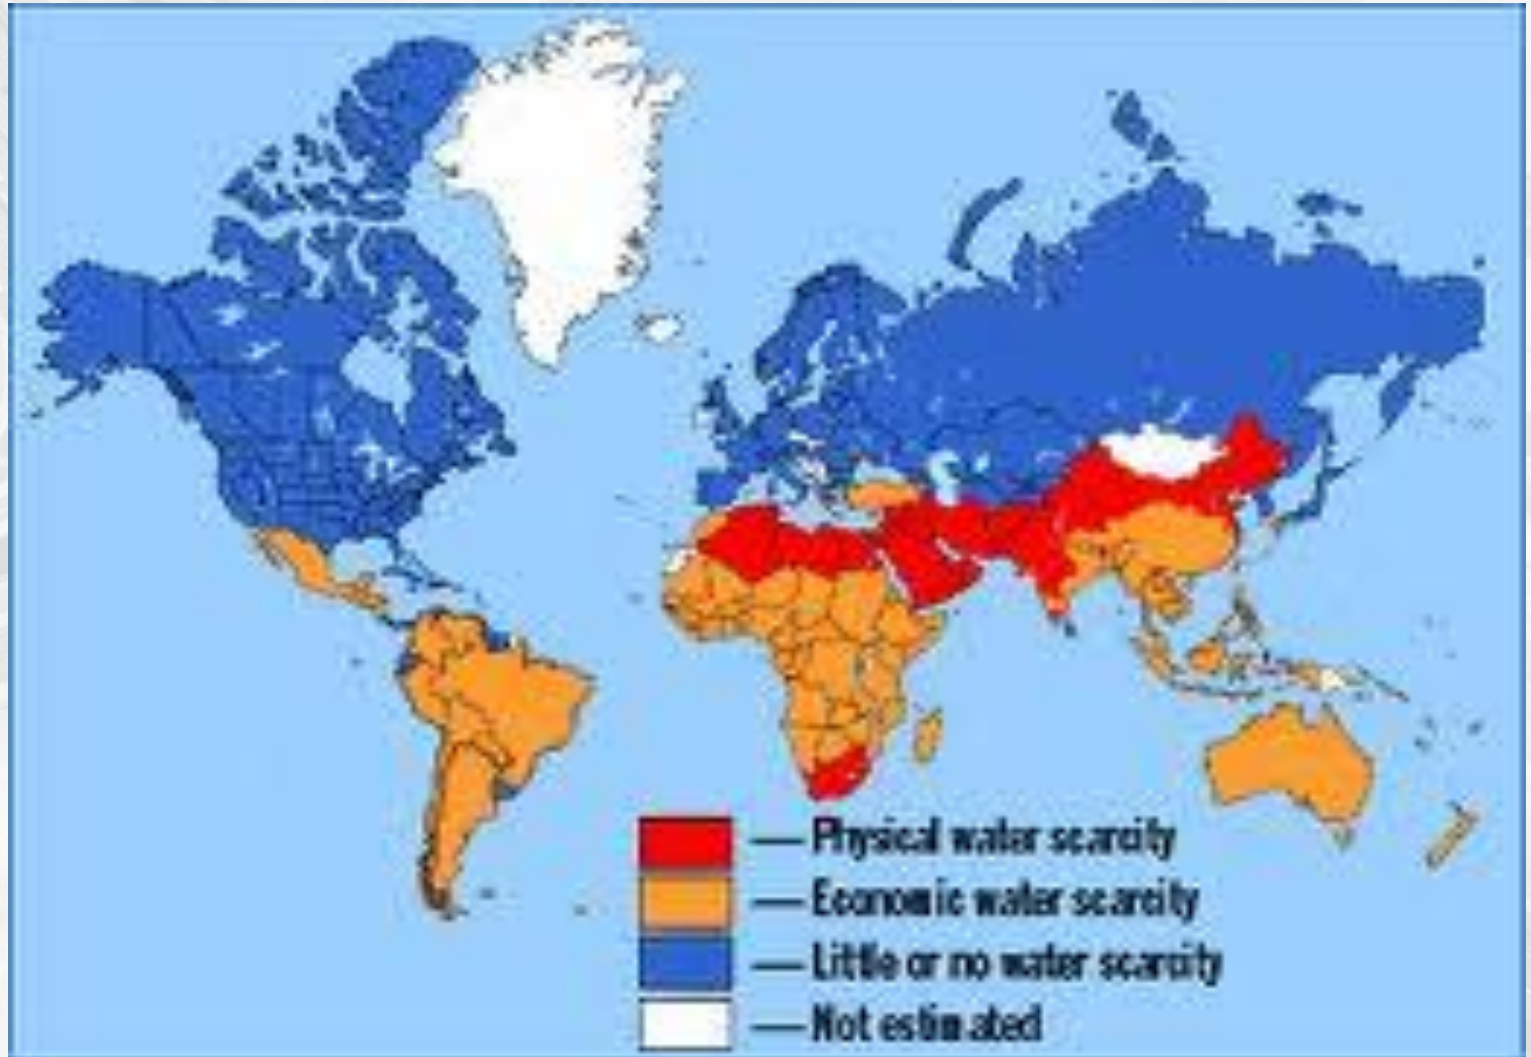 Physical water scarcity
Economic water scarcity
Little or no water scarcity
Not estimated